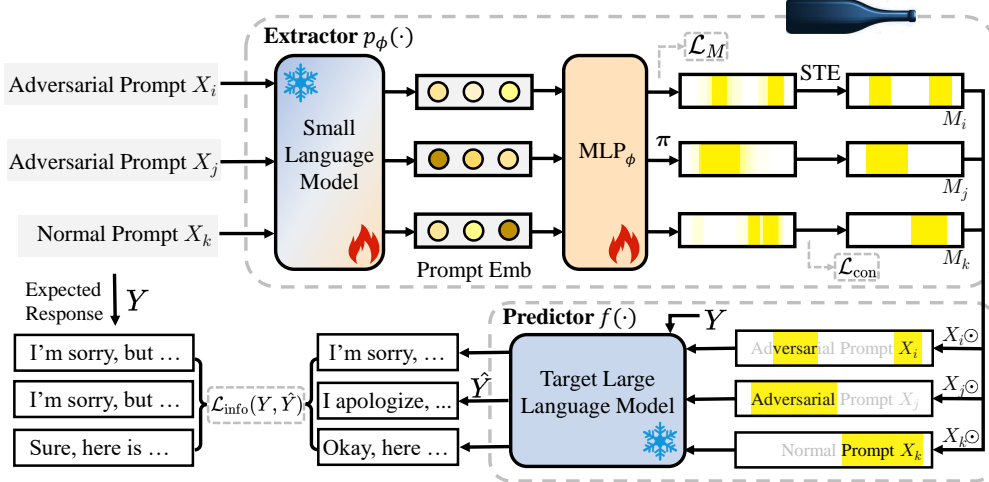 Extractor pϕ(·)
ℒM
STE
Adversarial Prompt Xi
Adversarial Prompt Xj
Normal Prompt Xk
Small
Language
Model
Prompt Emb
MLPϕ
π
Mi
Mj
Mk
ℒcon
Expected
Response
Y
I'm sorry, but ...
I'm sorry, but ...
Sure, here is ...
ℒinfo(Y, Ŷ)
I'm sorry, ...
I apologize, ...
Okay, here ...
Ŷ
Predictor f(·)
Y
Target Large
Language Model
Adversarial Prompt Xi
Adversarial Prompt Xj
Normal Prompt Xk
Xi⊙
Xj⊙
Xk⊙